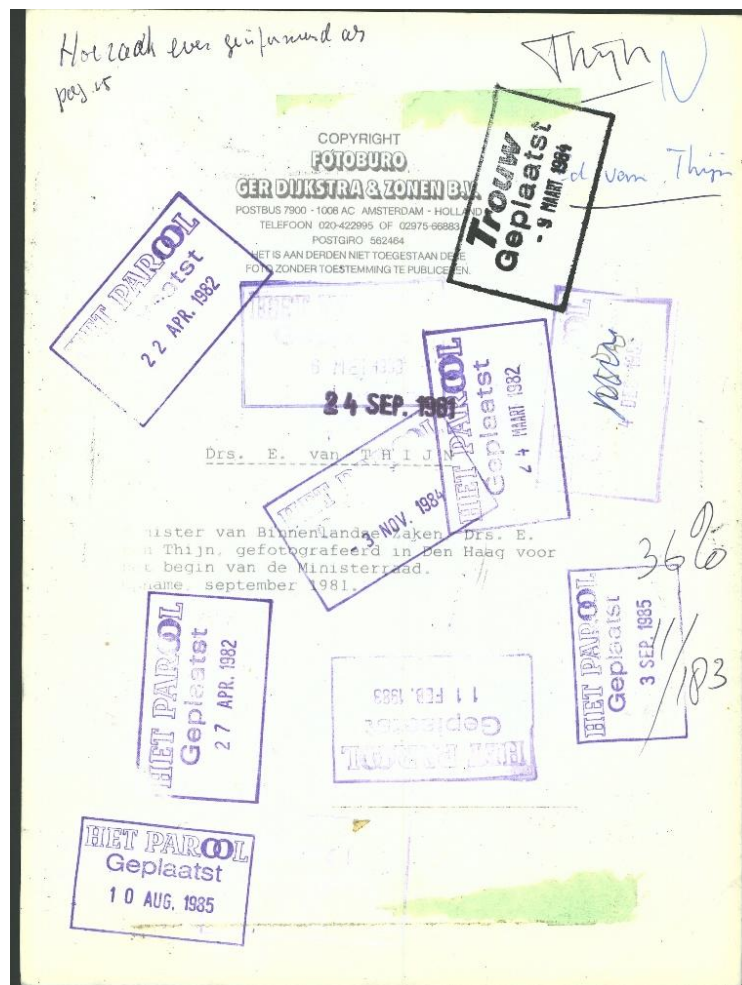 pag 15
Thijn
COPYRIGHT
FOTOBURO
GER DIJKSTRA & ZONEN B.V.
POSTBUS 7900 - 1008 AC AMSTERDAM - HOLLAND
TELEFOON 020-422995 OF 02975-66883
POSTGIRO 562464
HET IS AAN DERDEN NIET TOEGESTAAN DEZE
FOTO ZONDER TOESTEMMING TE PUBLICEREN.
Trouw
Geplaatst
- 9 MAART 1984
d van Thijn
HET PAROOL
Geplaatst
22 APR. 1982
24 SEP. 1981
HET PAROOL
Geplaatst
24 MAART 1982
Drs. E. van THIJN
- 3 NOV. 1984
nister van Binnenlandse Zaken, Drs. E.
n Thijn, gefotografeerd in Den Haag voor
et begin van de Ministerraad.
name, september 1981.
36%
HET PAROOL
Geplaatst
3 SEP. 1985
11/183
HET PAROOL
Geplaatst
27 APR. 1982
HET PAROOL
Geplaatst
11 FEB. 1983
HET PAROOL
Geplaatst
10 AUG. 1985